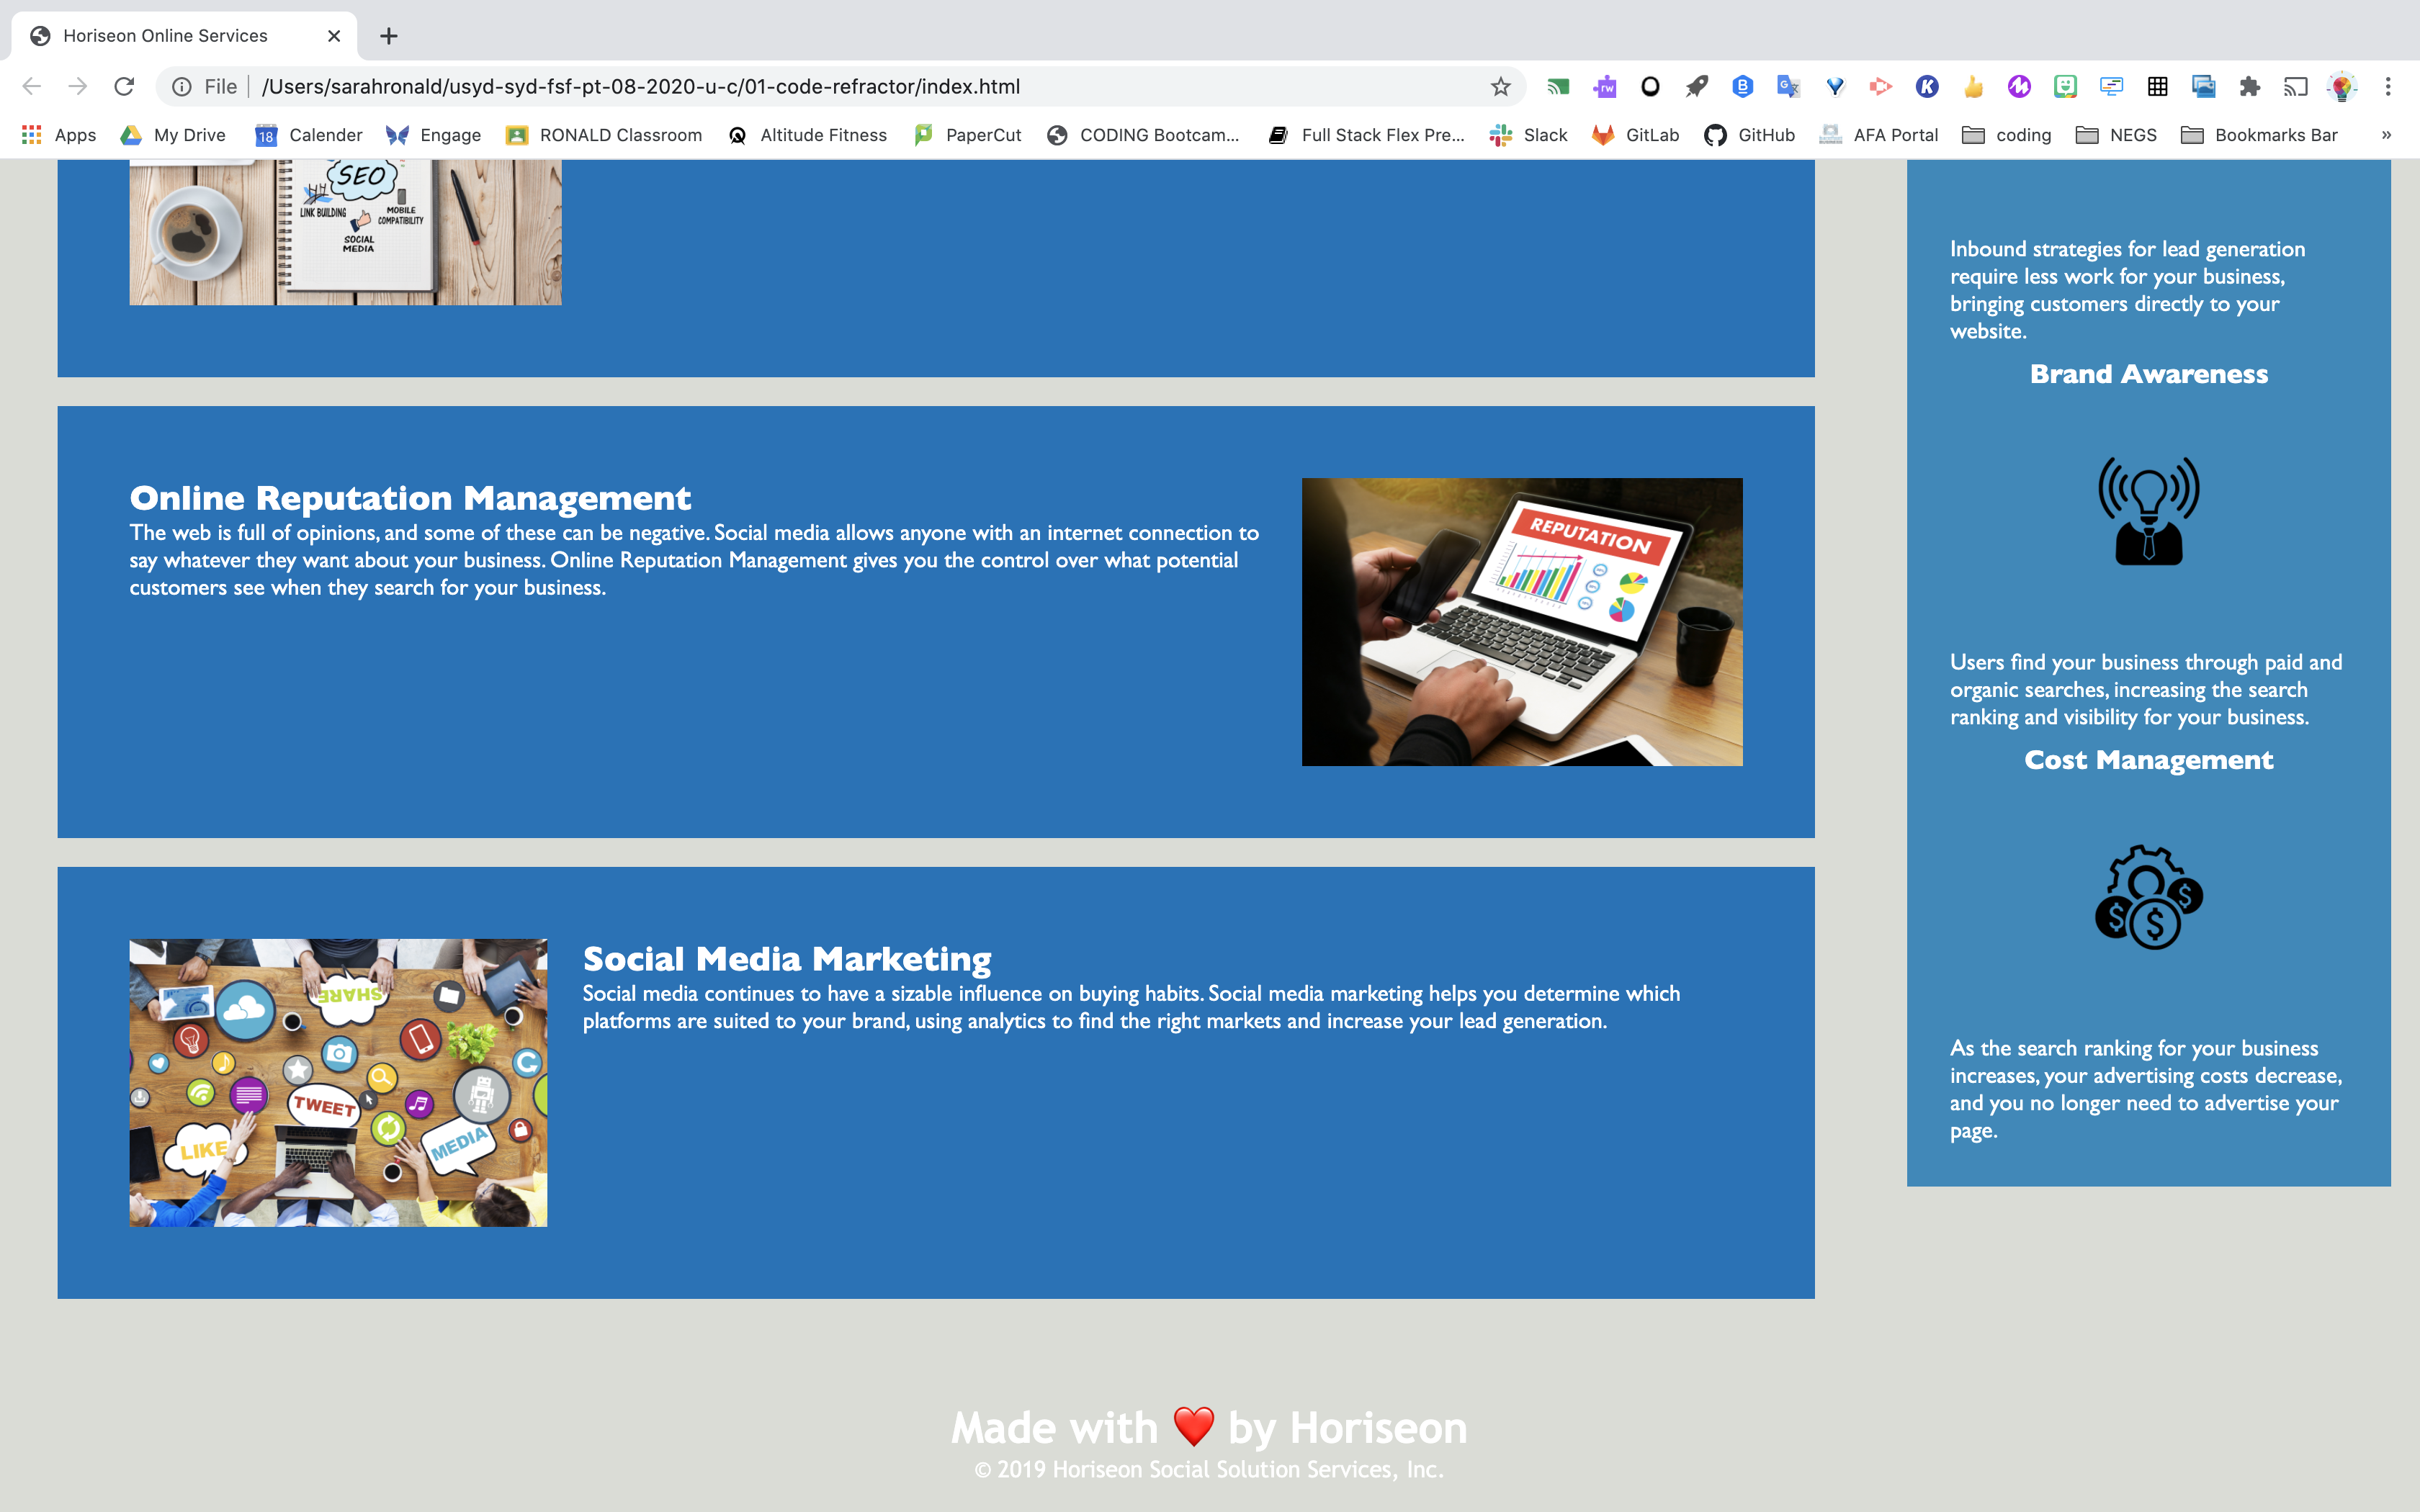 Horiseon Online Services
File
/Users/sarahronald/usyd-syd-fsf-pt-08-2020-u-c/01-code-refractor/index.html
rw
Apps
My Drive
18
Calender
Engage
RONALD Classroom
Altitude Fitness
PaperCut
CODING Bootcam...
Full Stack Flex Pre...
Slack
GitLab
GitHub
AFA Portal
coding
NEGS
Bookmarks Bar
»
SEO
LINK BUILDING
MOBILE
COMPATIBILITY
SOCIAL
MEDIA
Online Reputation Management
The web is full of opinions, and some of these can be negative. Social media allows anyone with an internet connection to
say whatever they want about your business. Online Reputation Management gives you the control over what potential
customers see when they search for your business.
REPUTATION
SHARE
TWEET
LIKE
MEDIA
Social Media Marketing
Social media continues to have a sizable influence on buying habits. Social media marketing helps you determine which
platforms are suited to your brand, using analytics to find the right markets and increase your lead generation.
Inbound strategies for lead generation
require less work for your business,
bringing customers directly to your
website.
Brand Awareness
Users find your business through paid and
organic searches, increasing the search
ranking and visibility for your business.
Cost Management
$ $ $
As the search ranking for your business
increases, your advertising costs decrease,
and you no longer need to advertise your
page.
Made with ❤️ by Horiseon
© 2019 Horiseon Social Solution Services, Inc.